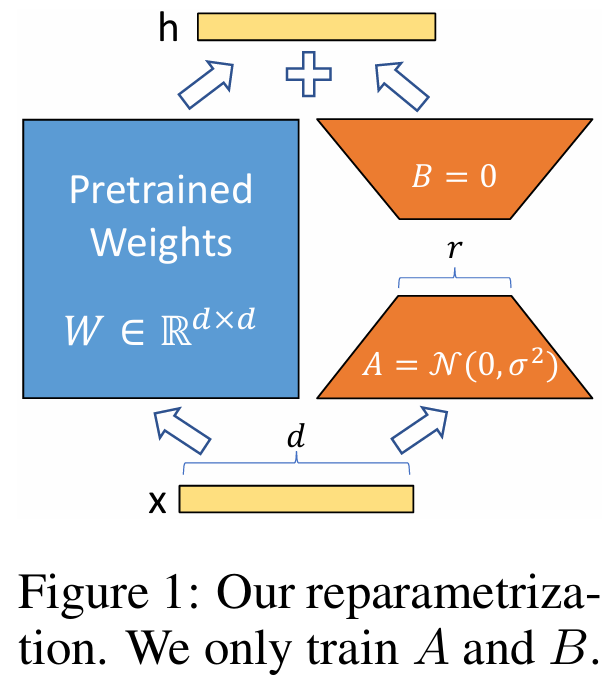 h
Pretrained
Weights
W ∈ ℝ^{d×d}
B = 0
r
A = 𝒩(0, σ²)
d
x
Figure 1: Our reparametriza-
tion. We only train A and B.